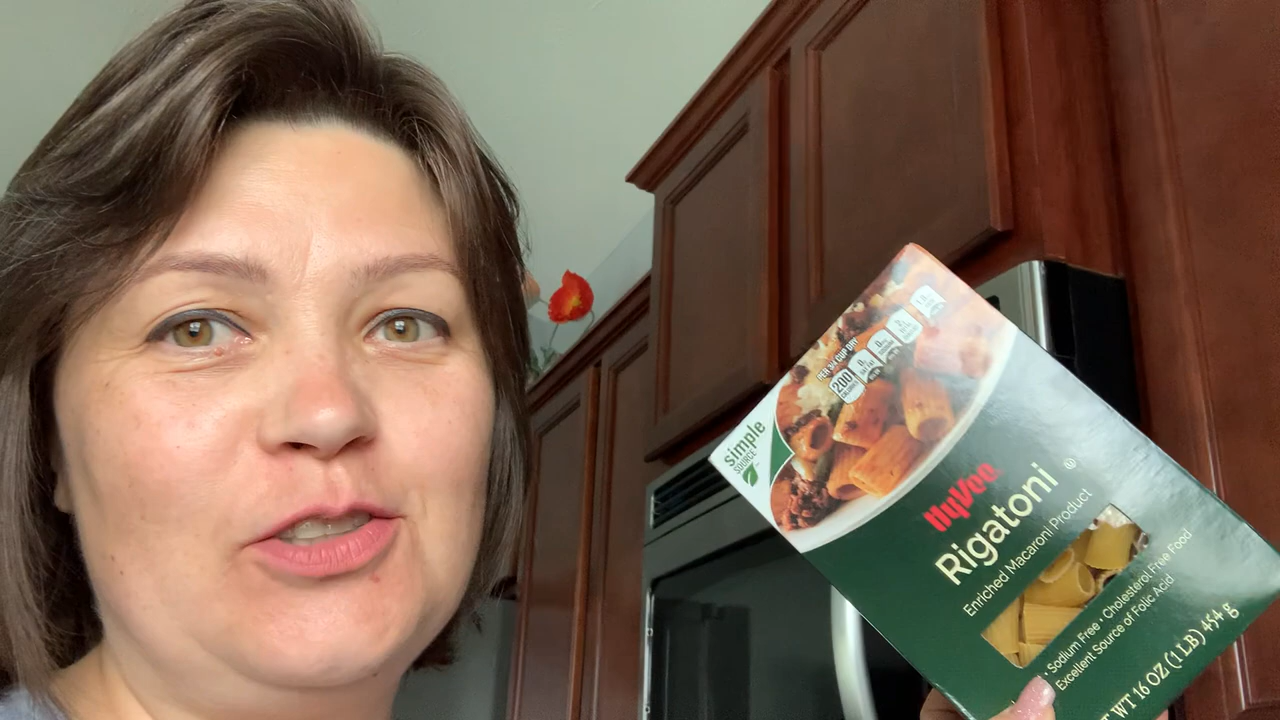 simple
SOURCE
PER 3/4 CUP DRY
200
CALORIES
HyVee
Rigatoni
Enriched Macaroni Product
• Sodium Free • Cholesterol Free Food
Excellent Source of Folic Acid
WT 16 OZ (1 LB) 454 g